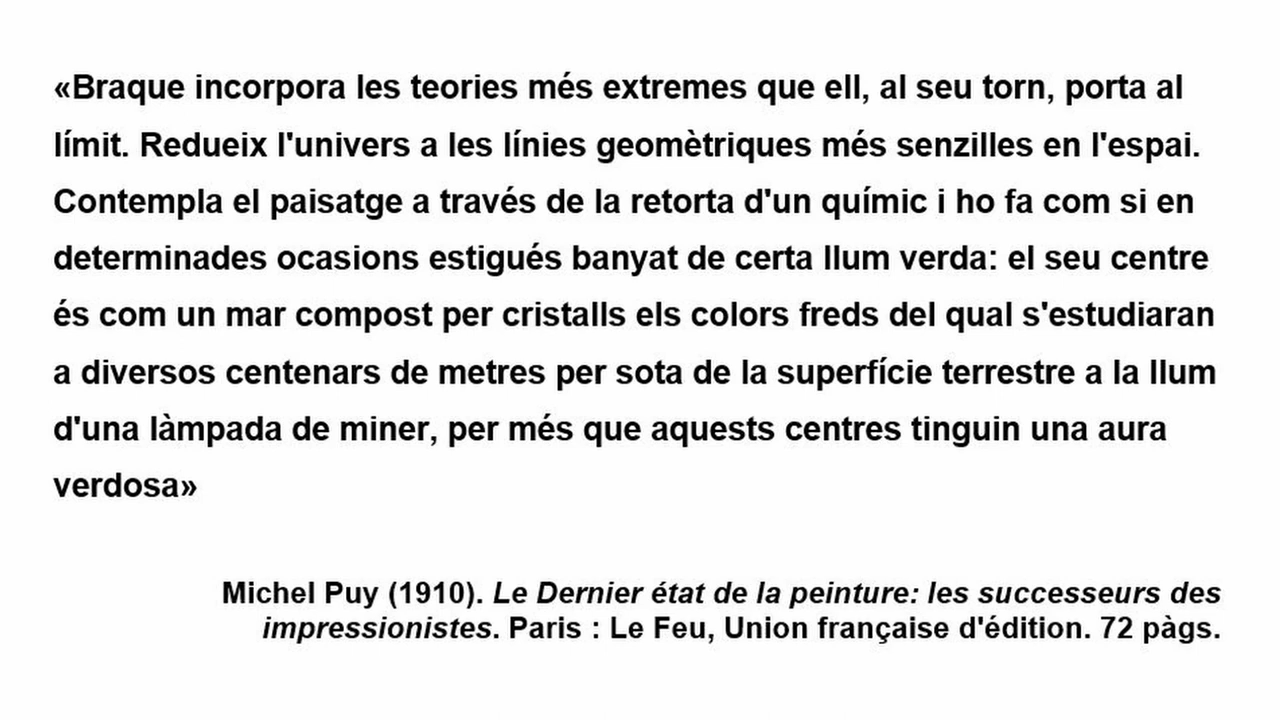 «Braque incorpora les teories més extremes que ell, al seu torn, porta al
límit. Redueix l'univers a les línies geomètriques més senzilles en l'espai.
Contempla el paisatge a través de la retorta d'un químic i ho fa com si en
determinades ocasions estigués banyat de certa llum verda: el seu centre
és com un mar compost per cristalls els colors freds del qual s'estudiaran
a diversos centenars de metres per sota de la superfície terrestre a la llum
d'una làmpada de miner, per més que aquests centres tinguin una aura
verdosa»
Michel Puy (1910). Le Dernier état de la peinture: les successeurs des
impressionistes. Paris : Le Feu, Union française d'édition. 72 pàgs.